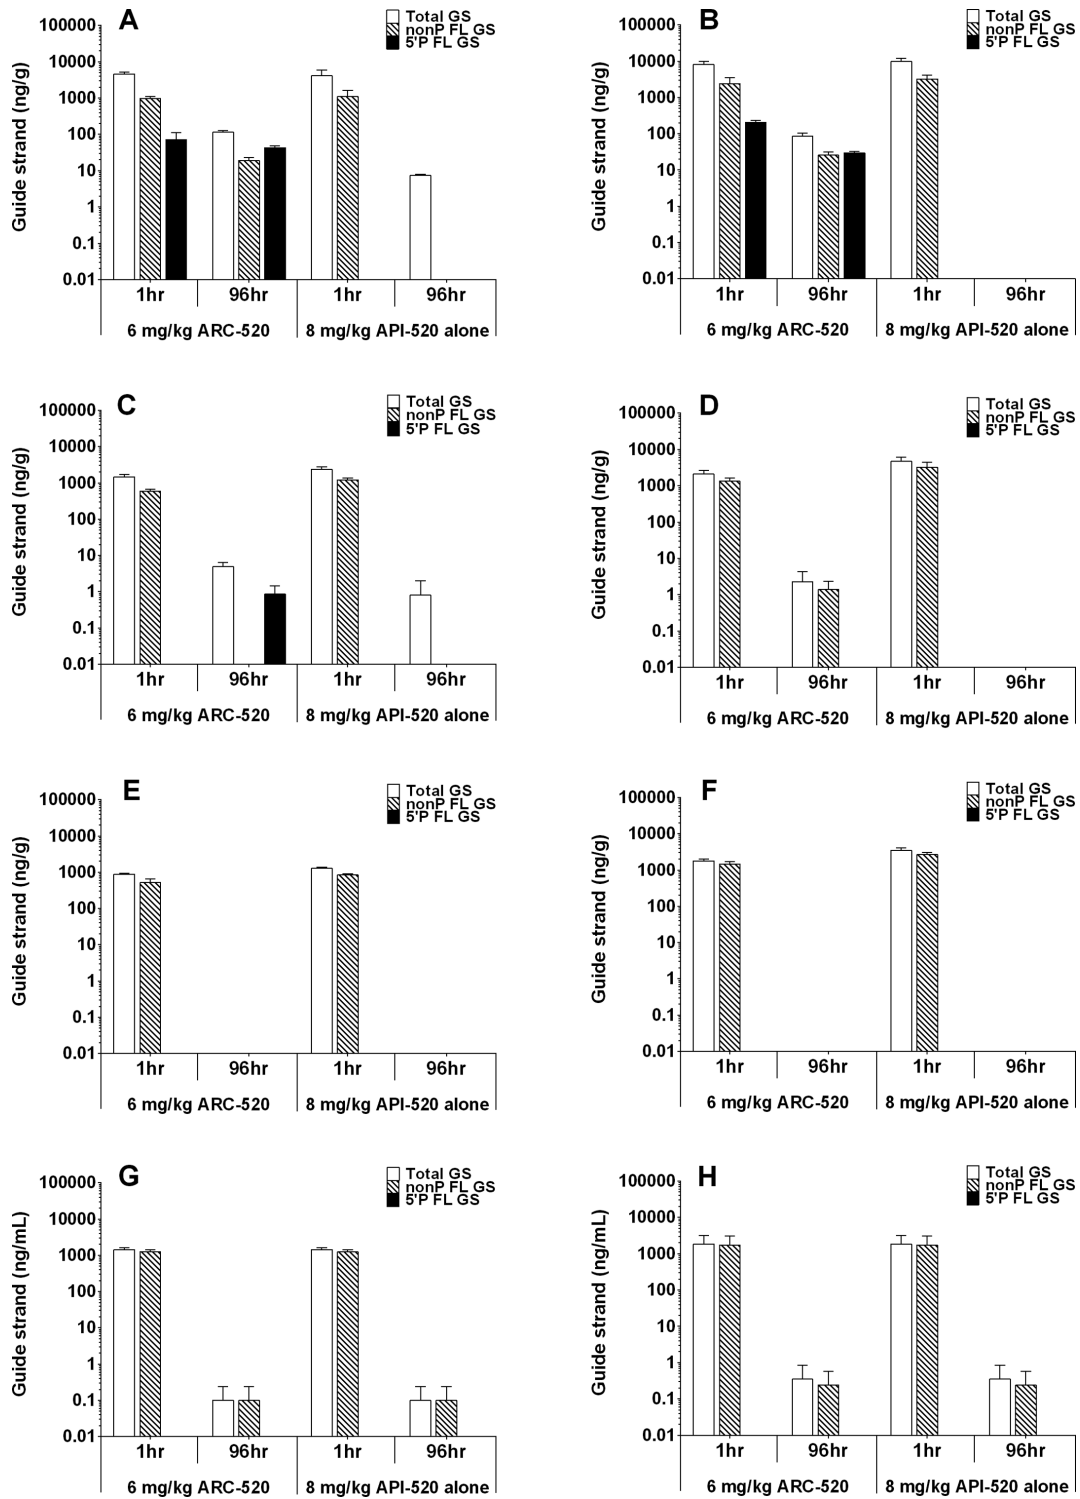 A
Total GS
nonP FL GS
5'P FL GS
Guide strand (ng/g)
100000
10000
1000
100
10
1
0.1
0.01
1hr 96hr 1hr 96hr
6 mg/kg ARC-520 8 mg/kg API-520 alone
B
Total GS
nonP FL GS
5'P FL GS
Guide strand (ng/g)
100000
10000
1000
100
10
1
0.1
0.01
1hr 96hr 1hr 96hr
6 mg/kg ARC-520 8 mg/kg API-520 alone
C
Total GS
nonP FL GS
5'P FL GS
Guide strand (ng/g)
100000
10000
1000
100
10
1
0.1
0.01
1hr 96hr 1hr 96hr
6 mg/kg ARC-520 8 mg/kg API-520 alone
D
Total GS
nonP FL GS
5'P FL GS
Guide strand (ng/g)
100000
10000
1000
100
10
1
0.1
0.01
1hr 96hr 1hr 96hr
6 mg/kg ARC-520 8 mg/kg API-520 alone
E
Total GS
nonP FL GS
5'P FL GS
Guide strand (ng/g)
100000
10000
1000
100
10
1
0.1
0.01
1hr 96hr 1hr 96hr
6 mg/kg ARC-520 8 mg/kg API-520 alone
F
Total GS
nonP FL GS
5'P FL GS
Guide strand (ng/g)
100000
10000
1000
100
10
1
0.1
0.01
1hr 96hr 1hr 96hr
6 mg/kg ARC-520 8 mg/kg API-520 alone
G
Total GS
nonP FL GS
5'P FL GS
Guide strand (ng/mL)
100000
10000
1000
100
10
1
0.1
0.01
1hr 96hr 1hr 96hr
6 mg/kg ARC-520 8 mg/kg API-520 alone
H
Total GS
nonP FL GS
5'P FL GS
Guide strand (ng/mL)
100000
10000
1000
100
10
1
0.1
0.01
1hr 96hr 1hr 96hr
6 mg/kg ARC-520 8 mg/kg API-520 alone